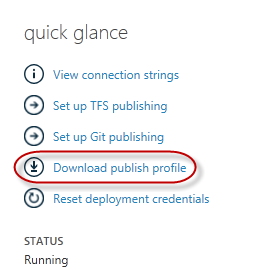 quick glance
View connection strings
Set up TFS publishing
Set up Git publishing
Download publish profile
Reset deployment credentials
STATUS
Running